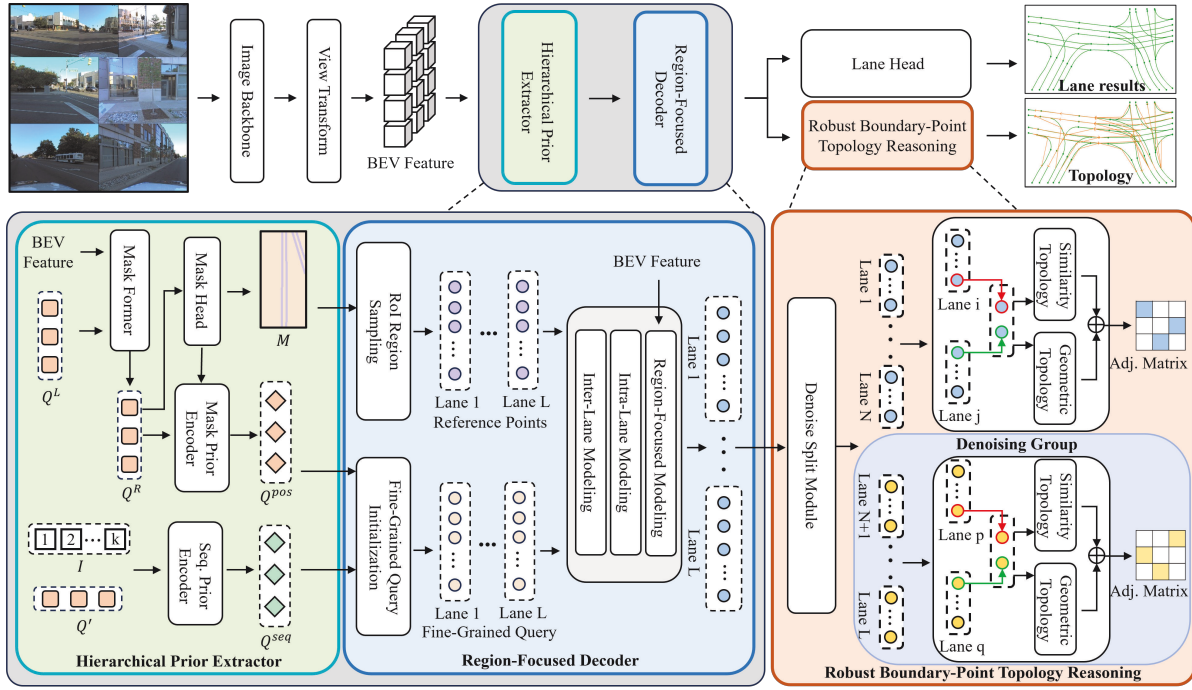 Image Backbone
View Transform
BEV Feature
Hierarchical Prior
Extractor
Region-Focused
Decoder
Lane Head
Robust Boundary-Point
Topology Reasoning
Lane results
Topology
BEV
Feature
Q^L
Mask Former
Mask Head
M
Q^R
Mask Prior
Encoder
Q^pos
1 2 ··· k
I
Q'
Seq. Prior
Encoder
Q^seq
Hierarchical Prior Extractor
RoI Region
Sampling
Lane 1 Lane L
Reference Points
Fine-Grained Query
Initialization
Lane 1 Lane L
Fine-Grained Query
BEV Feature
Inter-Lane Modeling
Intra-Lane Modeling
Region-Focused Modeling
Lane 1
Lane L
Region-Focused Decoder
Denoise Split Module
Lane 1
Lane N
Lane i
Lane j
Similarity
Topology
Geometric
Topology
Adj. Matrix
Denoising Group
Lane N+1
Lane L
Lane p
Lane q
Similarity
Topology
Geometric
Topology
Adj. Matrix
Robust Boundary-Point Topology Reasoning